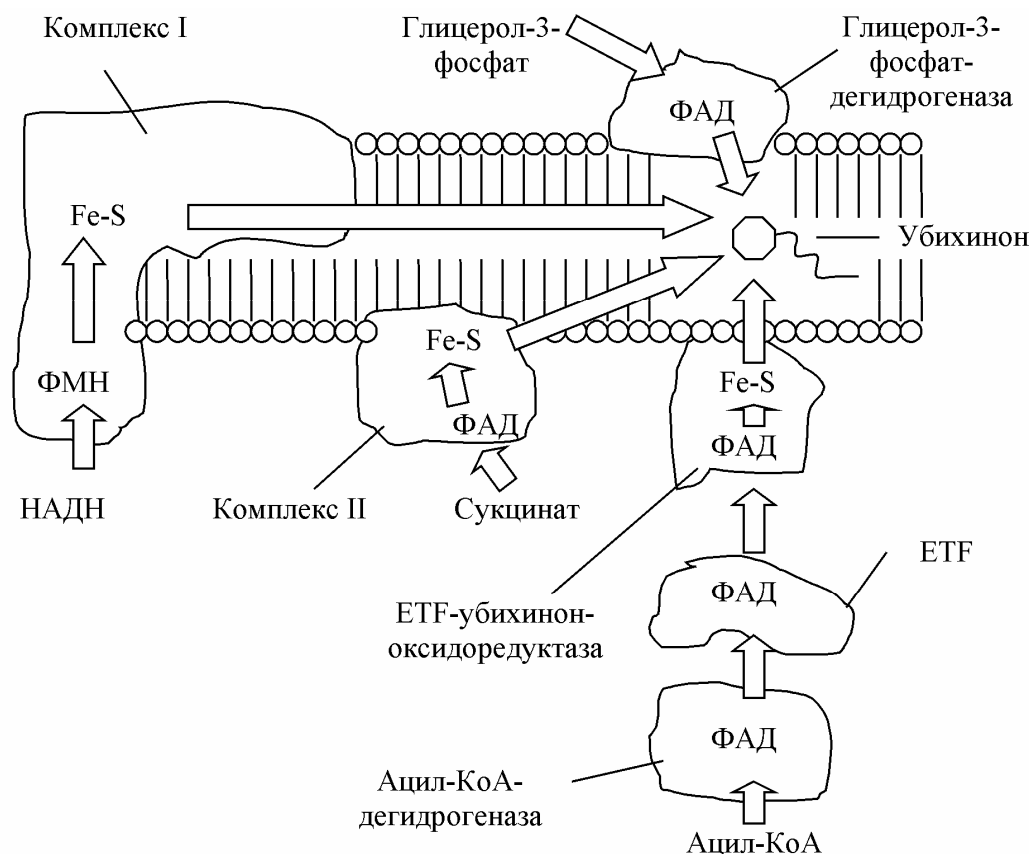 Комплекс I
Глицерол-3-
фосфат
Глицерол-3-
фосфат-
дегидрогеназа
ФАД
Fe-S
Убихинон
ФМН
НАДН
Fe-S
ФАД
Комплекс II
Сукцинат
Fe-S
ФАД
ETF
ФАД
ETF-убихинон-
оксидоредуктаза
ФАД
Ацил-КоА-
дегидрогеназа
Ацил-КоА